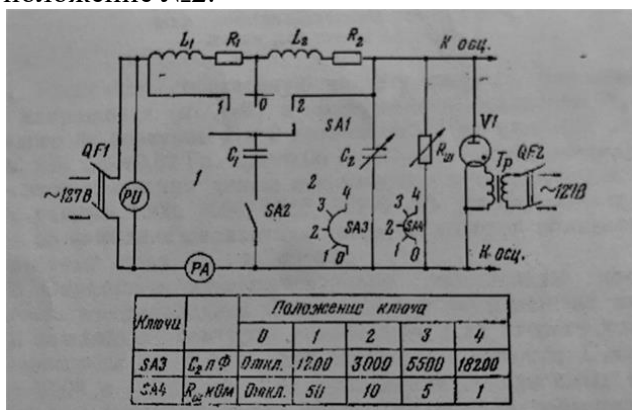 положение №2.
L₁ R₁ L₂ R₂ К осц.
1 0 2
SA1
C₁ C₂ Rш V1
QF1 Тр QF2
~127В PU 1 2 ~127В
SA2 SA3 SA4
4 3 2 1 0
4 3 2 1 0
PA К осц.
Ключи Положение ключа
0 1 2 3 4
SA3 C₂ пФ Откл. 1200 3000 5500 18200
SA4 Rш кОм Откл. 50 10 5 1